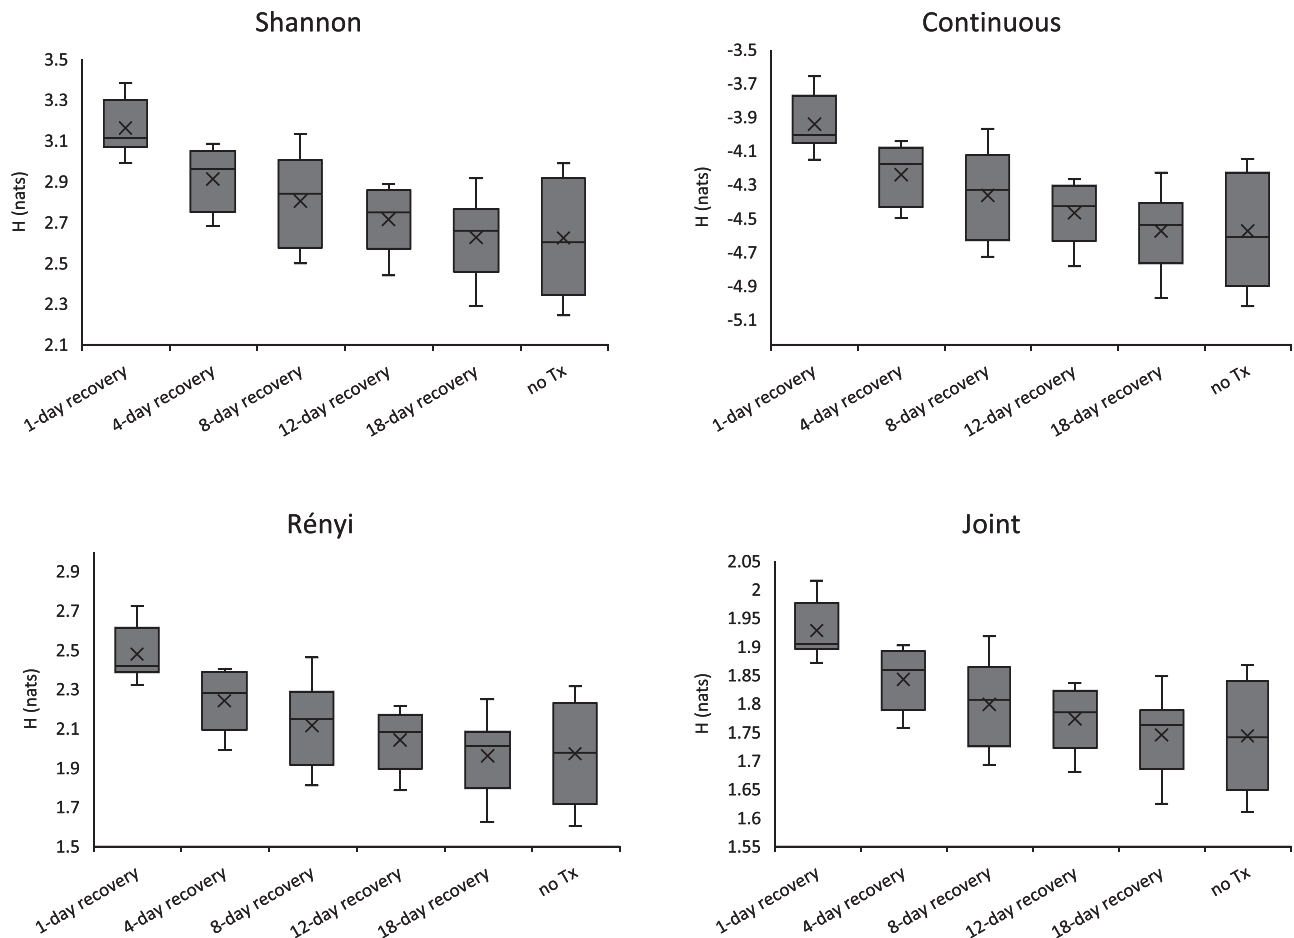 Shannon
H (nats)
3.5
3.3
3.1
2.9
2.7
2.5
2.3
2.1
1-day recovery
4-day recovery
8-day recovery
12-day recovery
18-day recovery
no Tx
Continuous
H (nats)
-3.5
-3.7
-3.9
-4.1
-4.3
-4.5
-4.7
-4.9
-5.1
1-day recovery
4-day recovery
8-day recovery
12-day recovery
18-day recovery
no Tx
Rényi
H (nats)
2.9
2.7
2.5
2.3
2.1
1.9
1.7
1.5
1-day recovery
4-day recovery
8-day recovery
12-day recovery
18-day recovery
no Tx
Joint
H (nats)
2.05
2
1.95
1.9
1.85
1.8
1.75
1.7
1.65
1.6
1.55
1-day recovery
4-day recovery
8-day recovery
12-day recovery
18-day recovery
no Tx